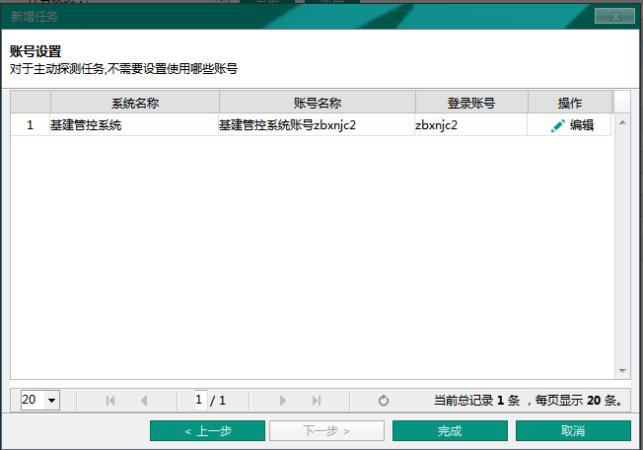 新增任务
账号设置
对于主动探测任务,不需要设置使用哪些账号
系统名称 账号名称 登录账号 操作
1 基建管控系统 基建管控系统账号zbxnjc2 zbxnjc2 编辑
20 1 / 1 当前总记录 1 条 ，每页显示 20 条。
< 上一步 下一步 > 完成 取消